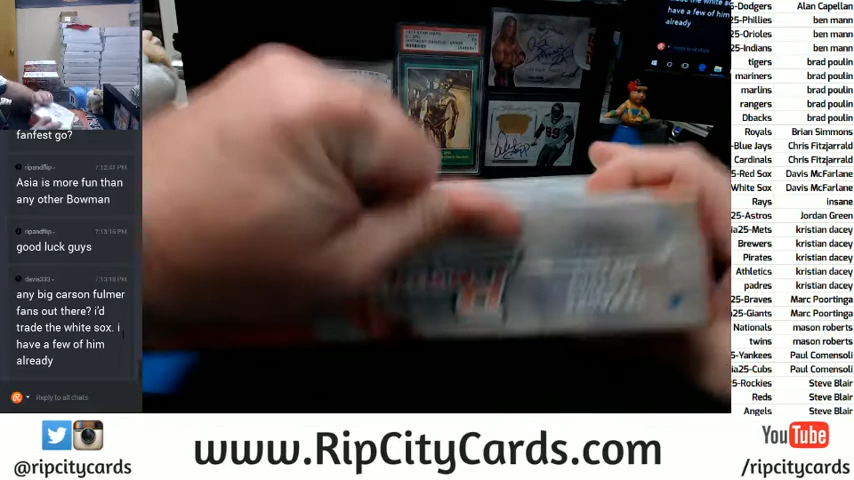 fanfest go?
ripandflip- 7:12:41 PM
Asia is more fun than
any other Bowman
ripandflip- 7:13:16 PM
good luck guys
davis333- 7:13:18 PM
any big carson fulmer
fans out there? i'd
trade the white sox. i
have a few of him
already
Reply to all chats
have a few of him
already
6-Dodgers Alan Capellan
25-Phillies ben mann
25-Orioles ben mann
25-Indians ben mann
tigers brad poulin
mariners brad poulin
marlins brad poulin
rangers brad poulin
Dbacks brad poulin
Royals Brian Simmons
-Blue Jays Chris Fitzjarrald
Cardinals Chris Fitzjarrald
25-Red Sox Davis McFarlane
White Sox Davis McFarlane
Rays insane
25-Astros Jordan Green
ia25-Mets kristian dacey
Brewers kristian dacey
Pirates kristian dacey
Athletics kristian dacey
padres kristian dacey
25-Braves Marc Poortinga
25-Giants Marc Poortinga
Nationals mason roberts
twins mason roberts
25-Yankees Paul Comensoli
ia25-Cubs Paul Comensoli
25-Rockies Steve Blair
Reds Steve Blair
Angels Steve Blair
@ripcitycards
www.RipCityCards.com
YouTube
/ripcitycards